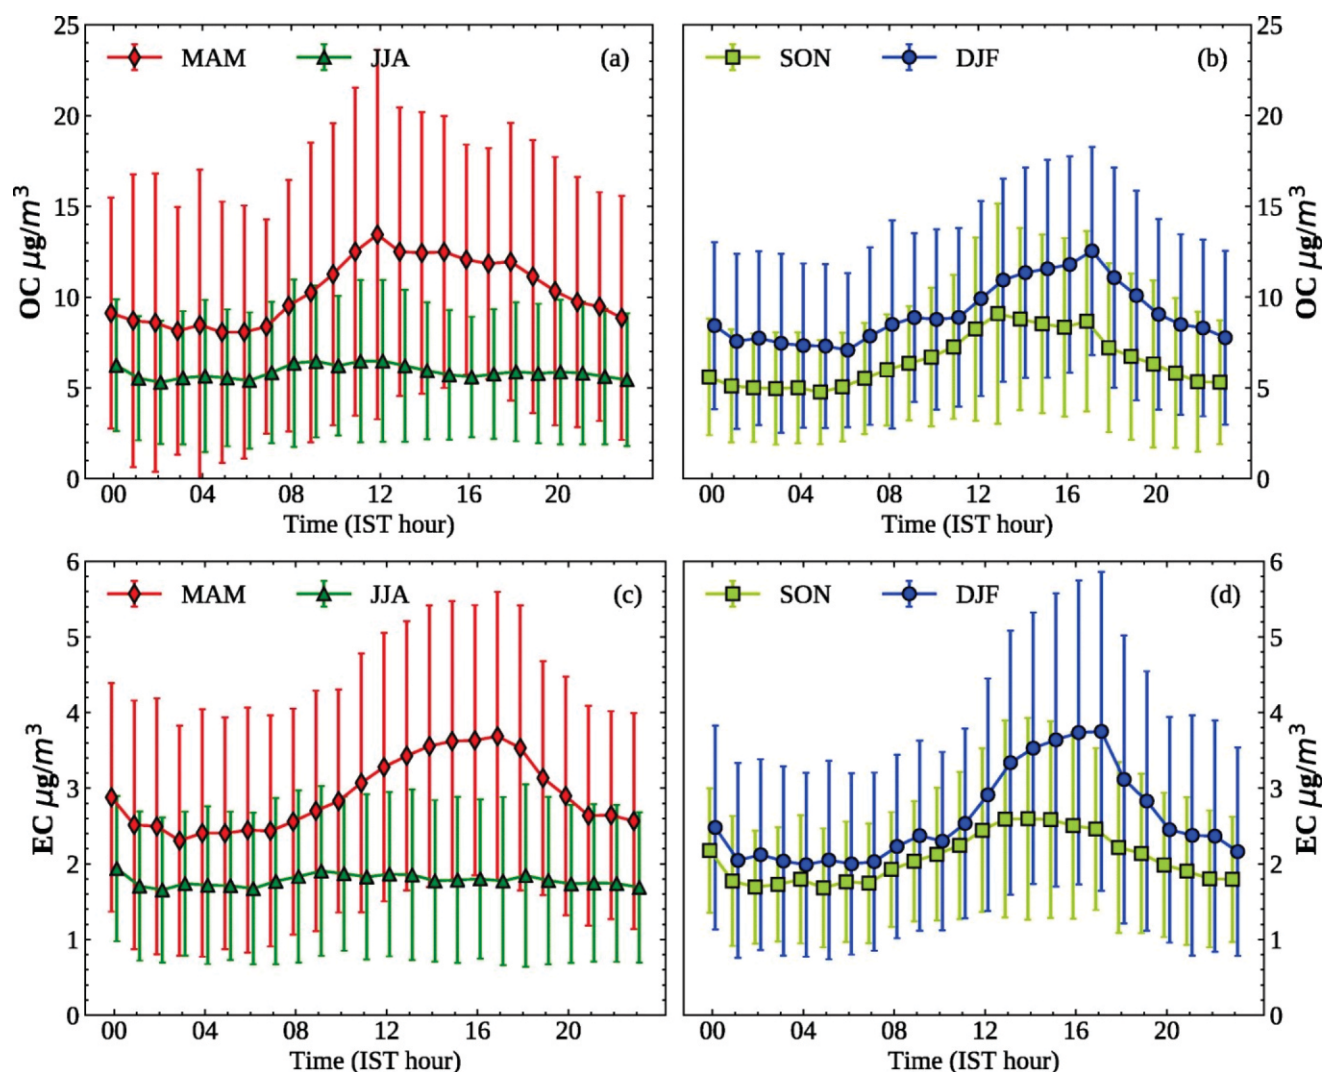 MAM JJA (a)
OC μg/m³
25
20
15
10
5
0
00 04 08 12 16 20
Time (IST hour)
SON DJF (b)
25
20
15
10
5
0
OC μg/m³
00 04 08 12 16 20
Time (IST hour)
MAM JJA (c)
EC μg/m³
6
5
4
3
2
1
0
00 04 08 12 16 20
Time (IST hour)
SON DJF (d)
6
5
4
3
2
1
0
EC μg/m³
00 04 08 12 16 20
Time (IST hour)